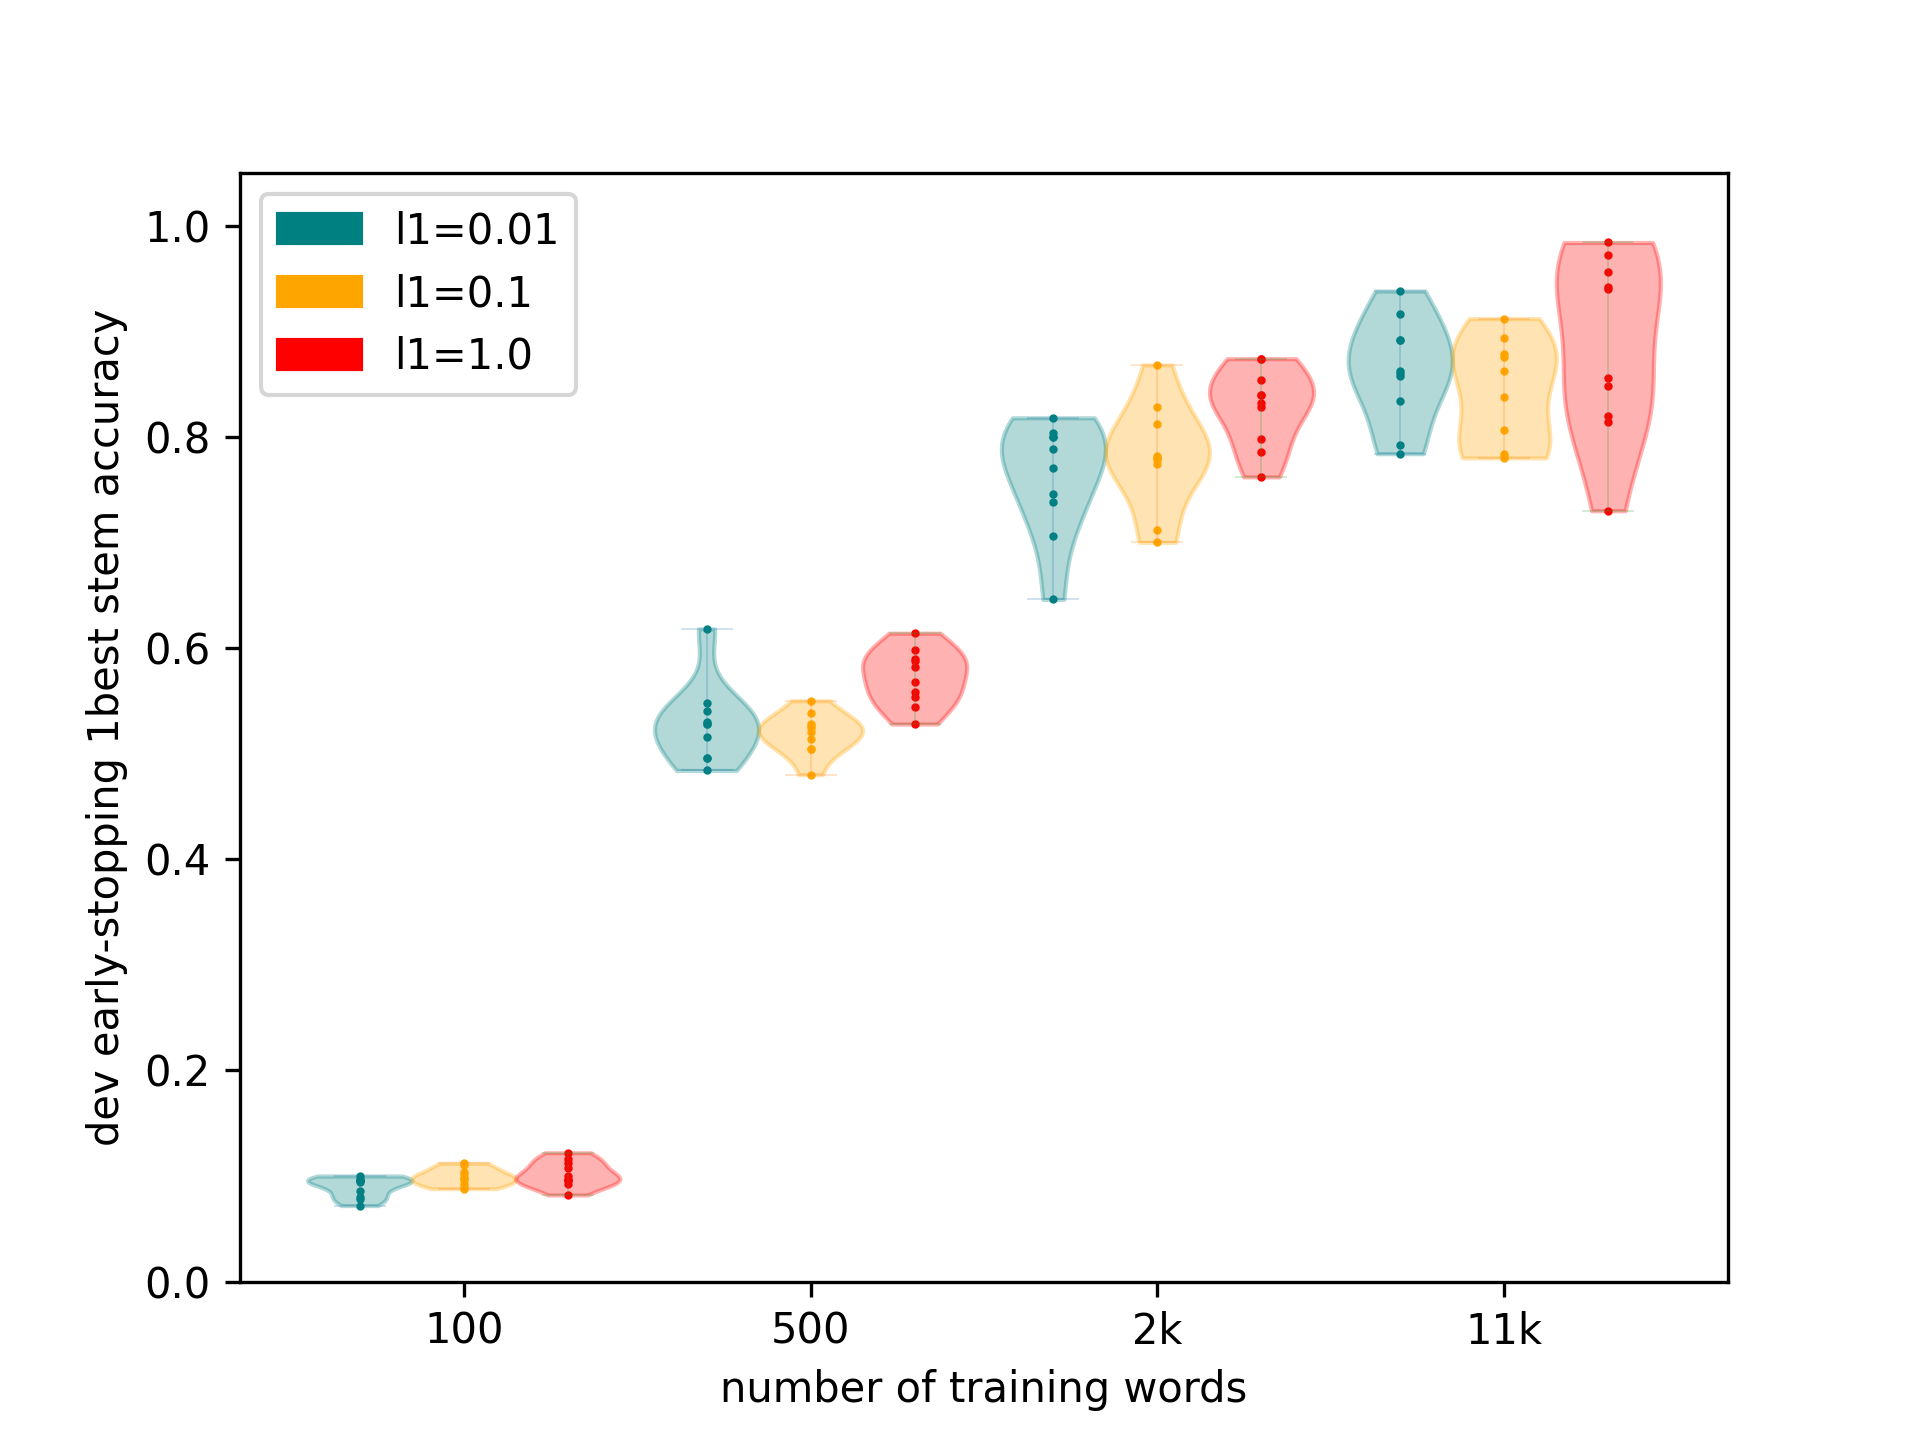 l1=0.01
l1=0.1
l1=1.0
1.0
0.8
0.6
0.4
0.2
0.0
dev early-stopping 1best stem accuracy
100 500 2k 11k
number of training words